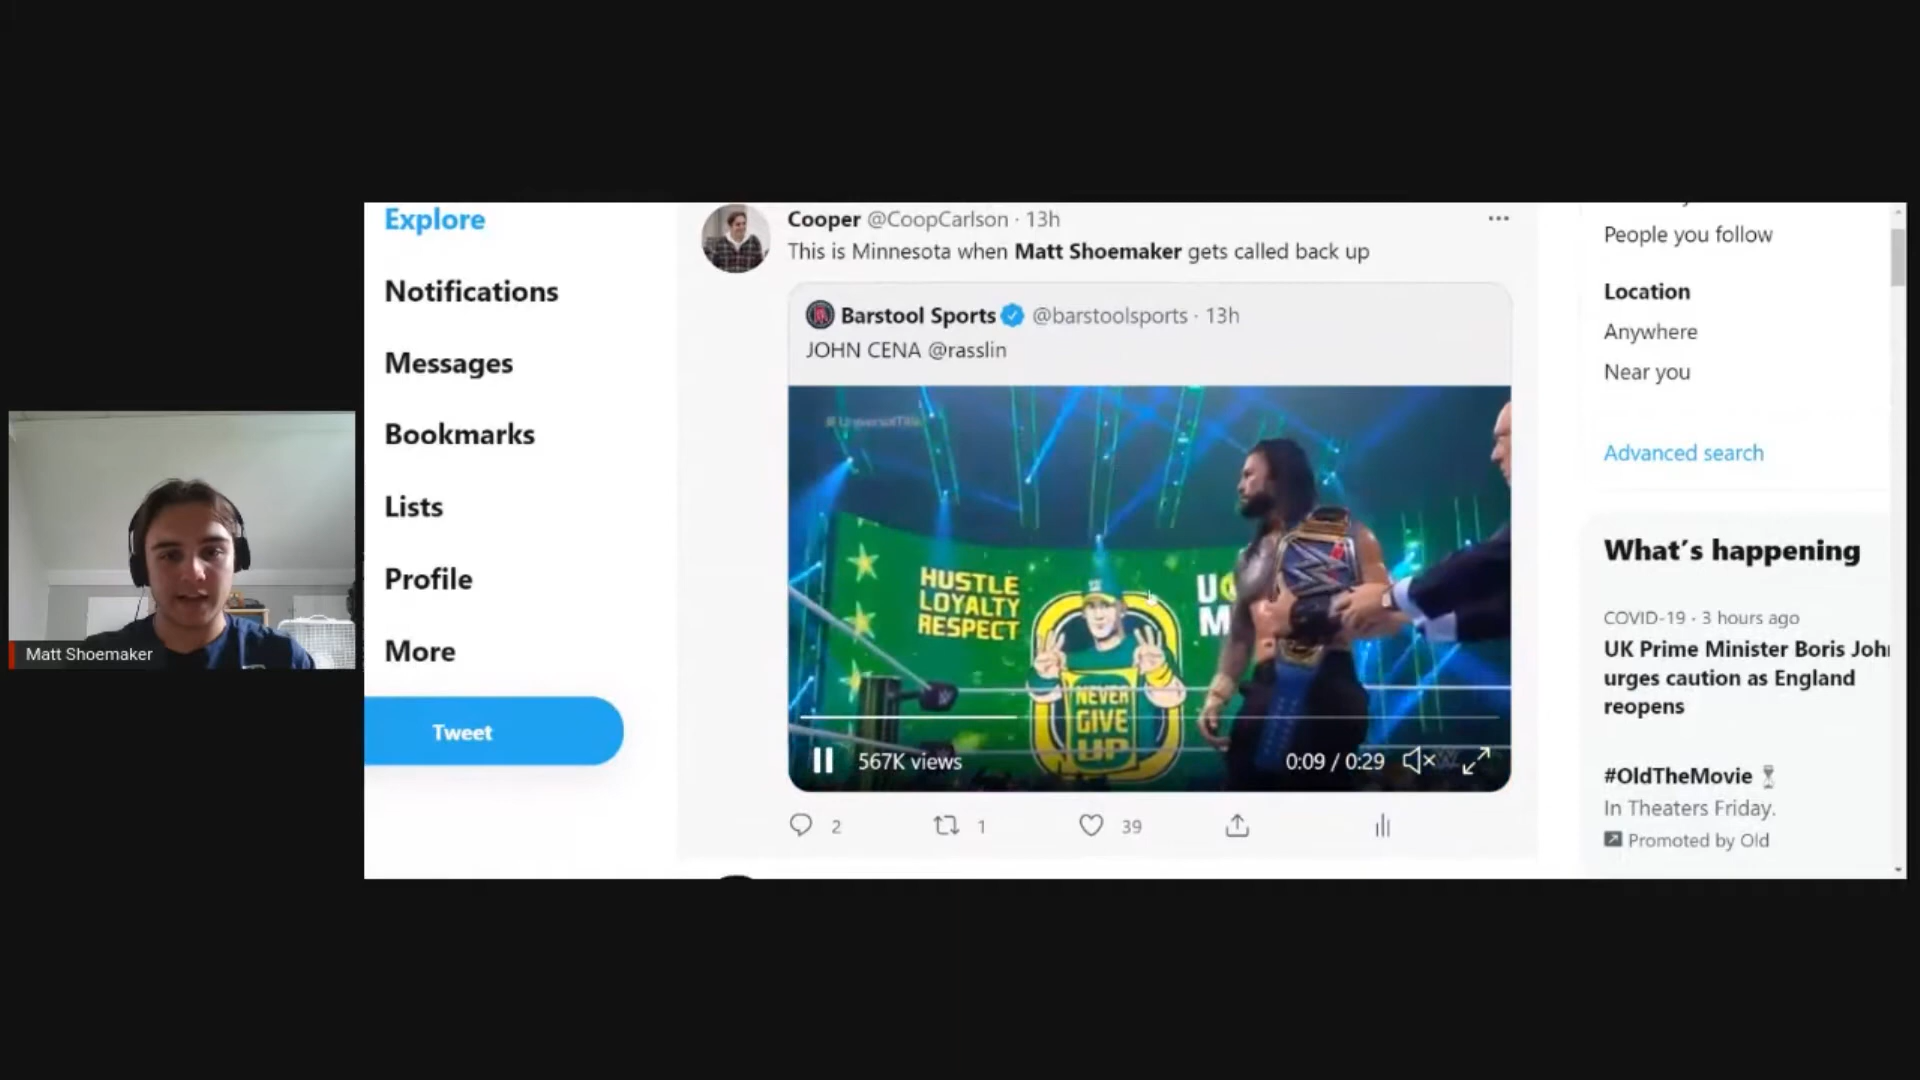 Matt Shoemaker
Explore
Notifications
Messages
Bookmarks
Lists
Profile
More
Tweet
Cooper @CoopCarlson · 13h
This is Minnesota when Matt Shoemaker gets called back up
Barstool Sports @barstoolsports · 13h
JOHN CENA @rasslin
HUSTLE
LOYALTY
RESPECT
NEVER
GIVE
UP
567K views
0:09 / 0:29
2
1
39
People you follow
Location
Anywhere
Near you
Advanced search
What's happening
COVID-19 · 3 hours ago
UK Prime Minister Boris Joh
urges caution as England
reopens
#OldTheMovie
In Theaters Friday.
Promoted by Old